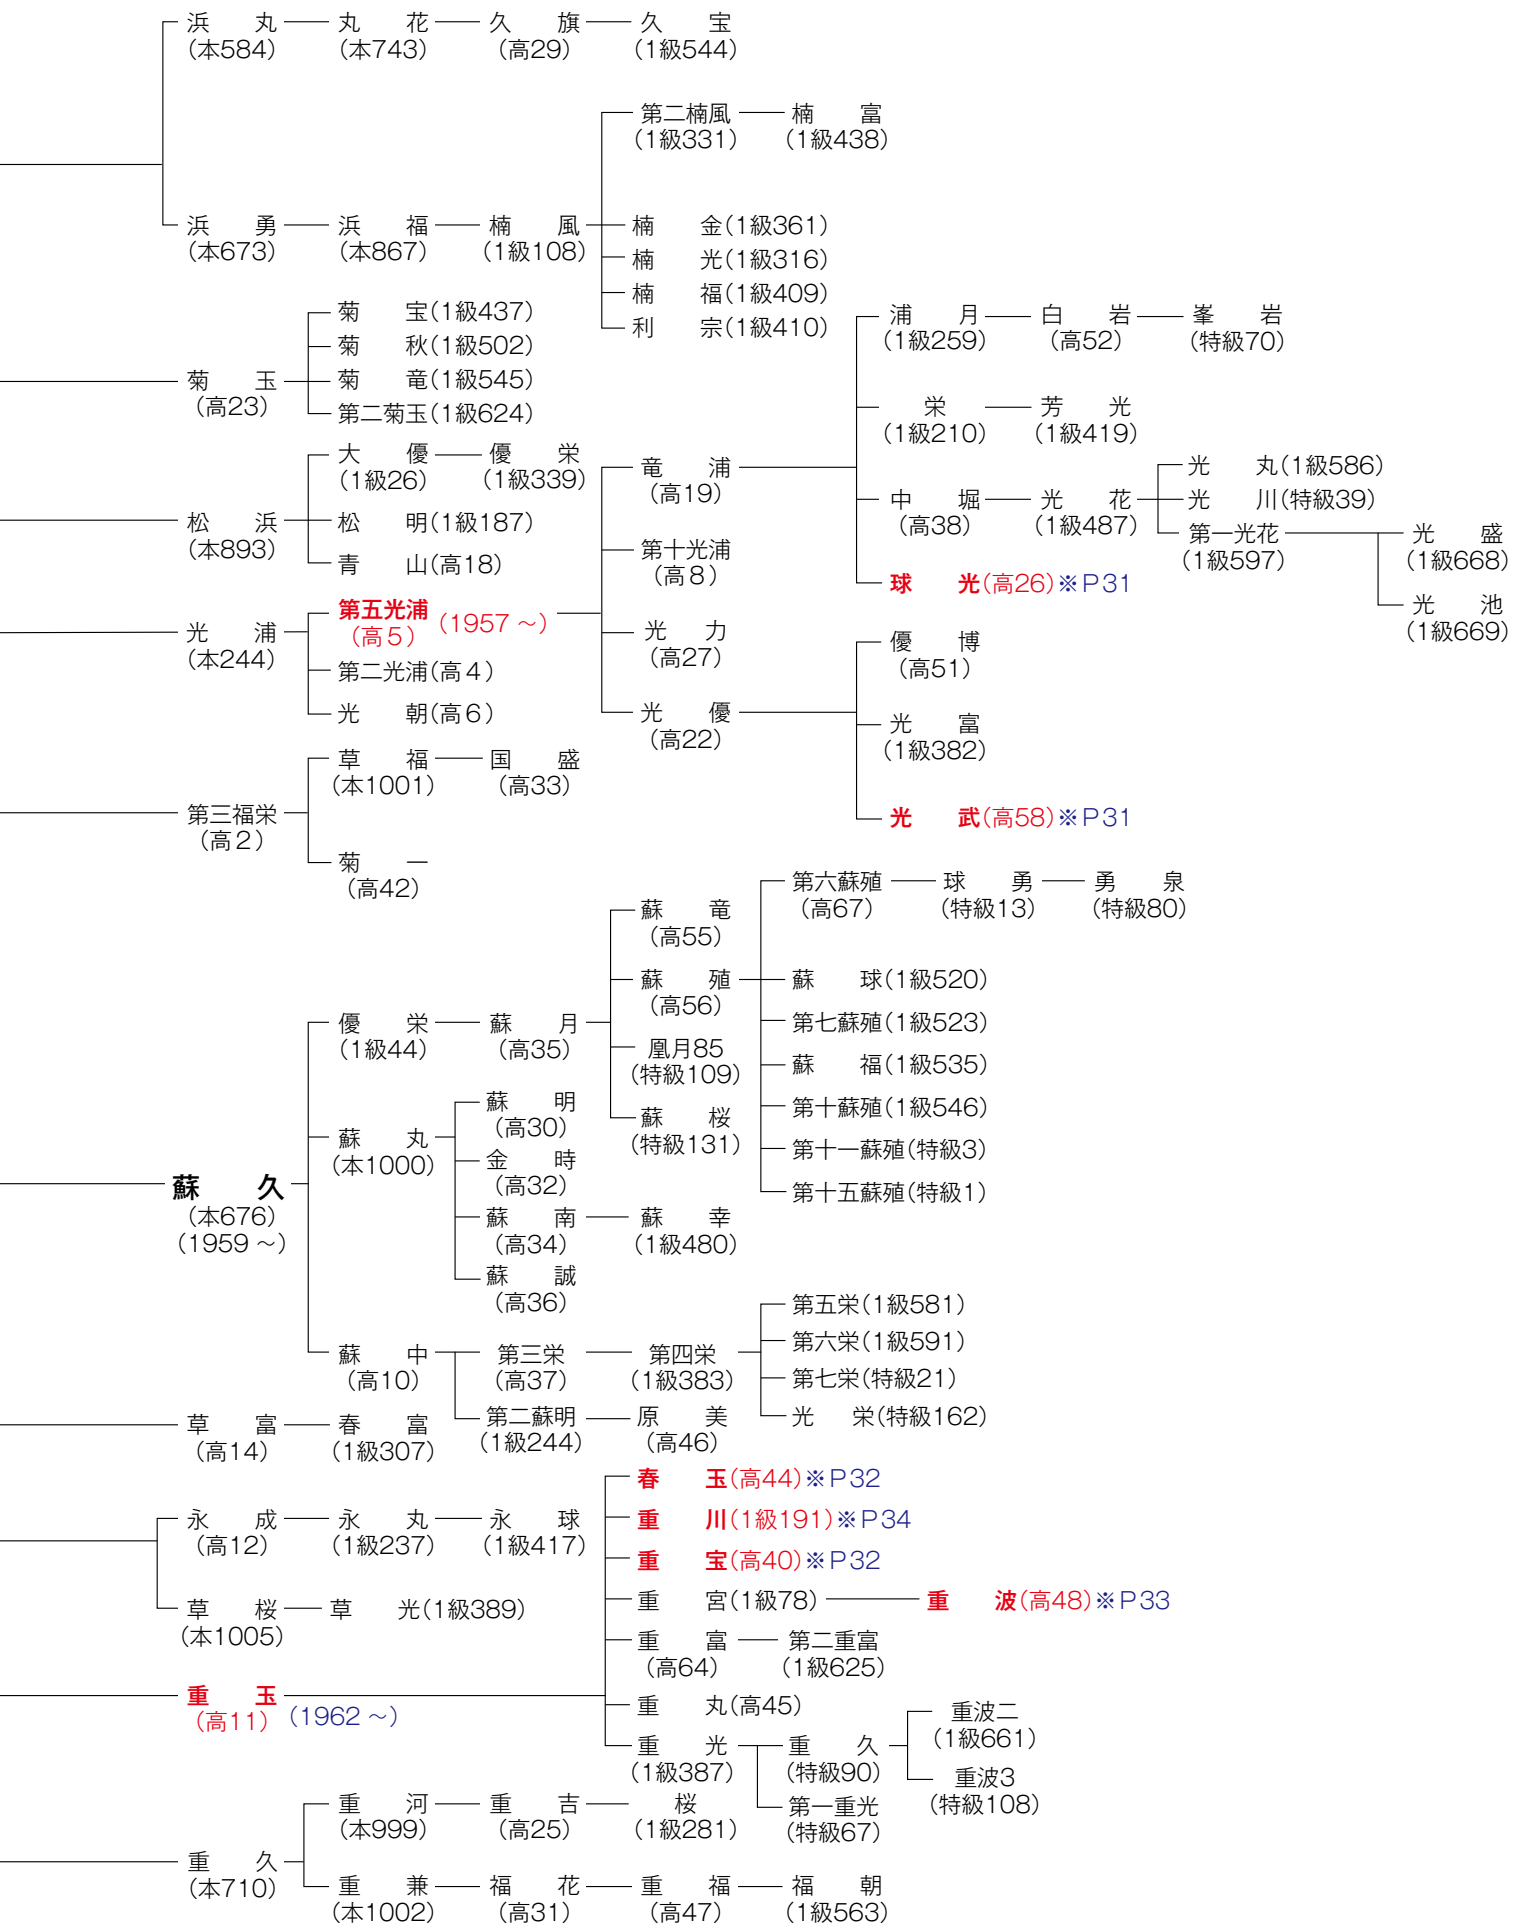 浜　丸　丸　花　久　旗　久　宝
(本584)　(本743)　(高29)　(1級544)
第二楠風　楠　富
(1級331)　(1級438)
浜　勇　浜　福　楠　風　楠　金(1級361)
(本673)　(本867)　(1級108)
楠　光(1級316)
楠　福(1級409)
利　宗(1級410)
菊　宝(1級437)
菊　秋(1級502)
菊　玉　菊　竜(1級545)
(高23)
第二菊玉(1級624)
浦　月　白　岩　峯　岩
(1級259)　(高52)　(特級70)
栄　芳　光
(1級210)　(1級419)
大　優　優　栄
(1級26)　(1級339)
松　浜　松　明(1級187)
(本893)
青　山(高18)
竜　浦
(高19)
中　堀　光　花
(高38)　(1級487)
光　丸(1級586)
光　川(特級39)
第一光花　光　盛
(1級597)　(1級668)
光　池
(1級669)
第十光浦
(高8)
球　光(高26)※P31
光　浦　第五光浦　(1957～)
(本244)　(高5)
第二光浦(高4)
光　朝(高6)
光　力
(高27)
光　優
(高22)
優　博
(高51)
光　富
(1級382)
光　武(高58)※P31
草　福　国　盛
(本1001)　(高33)
第三福栄
(高2)
菊　一
(高42)
第六蘇殖　球　勇　勇　泉
(高67)　(特級13)　(特級80)
蘇　竜
(高55)
蘇　殖　蘇　球(1級520)
(高56)
第七蘇殖(1級523)
優　栄　蘇　月
(1級44)　(高35)
凰月85
(特級109)
蘇　福(1級535)
第十蘇殖(1級546)
蘇　桜
(特級131)
第十一蘇殖(特級3)
第十五蘇殖(特級1)
蘇　明
(高30)
蘇　丸
(本1000)
金　時
(高32)
蘇　久
(本676)
(1959～)
蘇　南　蘇　幸
(高34)　(1級480)
蘇　誠
(高36)
蘇　中　第三栄　第四栄
(高10)　(高37)　(1級383)
第五栄(1級581)
第六栄(1級591)
第七栄(特級21)
光　栄(特級162)
第二蘇明　原　美
(1級244)　(高46)
草　富　春　富
(高14)　(1級307)
春　玉(高44)※P32
永　成　永　丸　永　球
(高12)　(1級237)　(1級417)
重　川(1級191)※P34
重　宝(高40)※P32
草　桜　草　光(1級389)
(本1005)
重　宮(1級78)　重　波(高48)※P33
重　富　第二重富
(高64)　(1級625)
重　玉　(1962～)
(高11)
重　丸(高45)
重　光　重　久
(1級387)　(特級90)
重波二
(1級661)
重波3
(特級108)
第一重光
(特級67)
重　河　重　吉　桜
(本999)　(高25)　(1級281)
重　久
(本710)
重　兼　福　花　重　福　福　朝
(本1002)　(高31)　(高47)　(1級563)